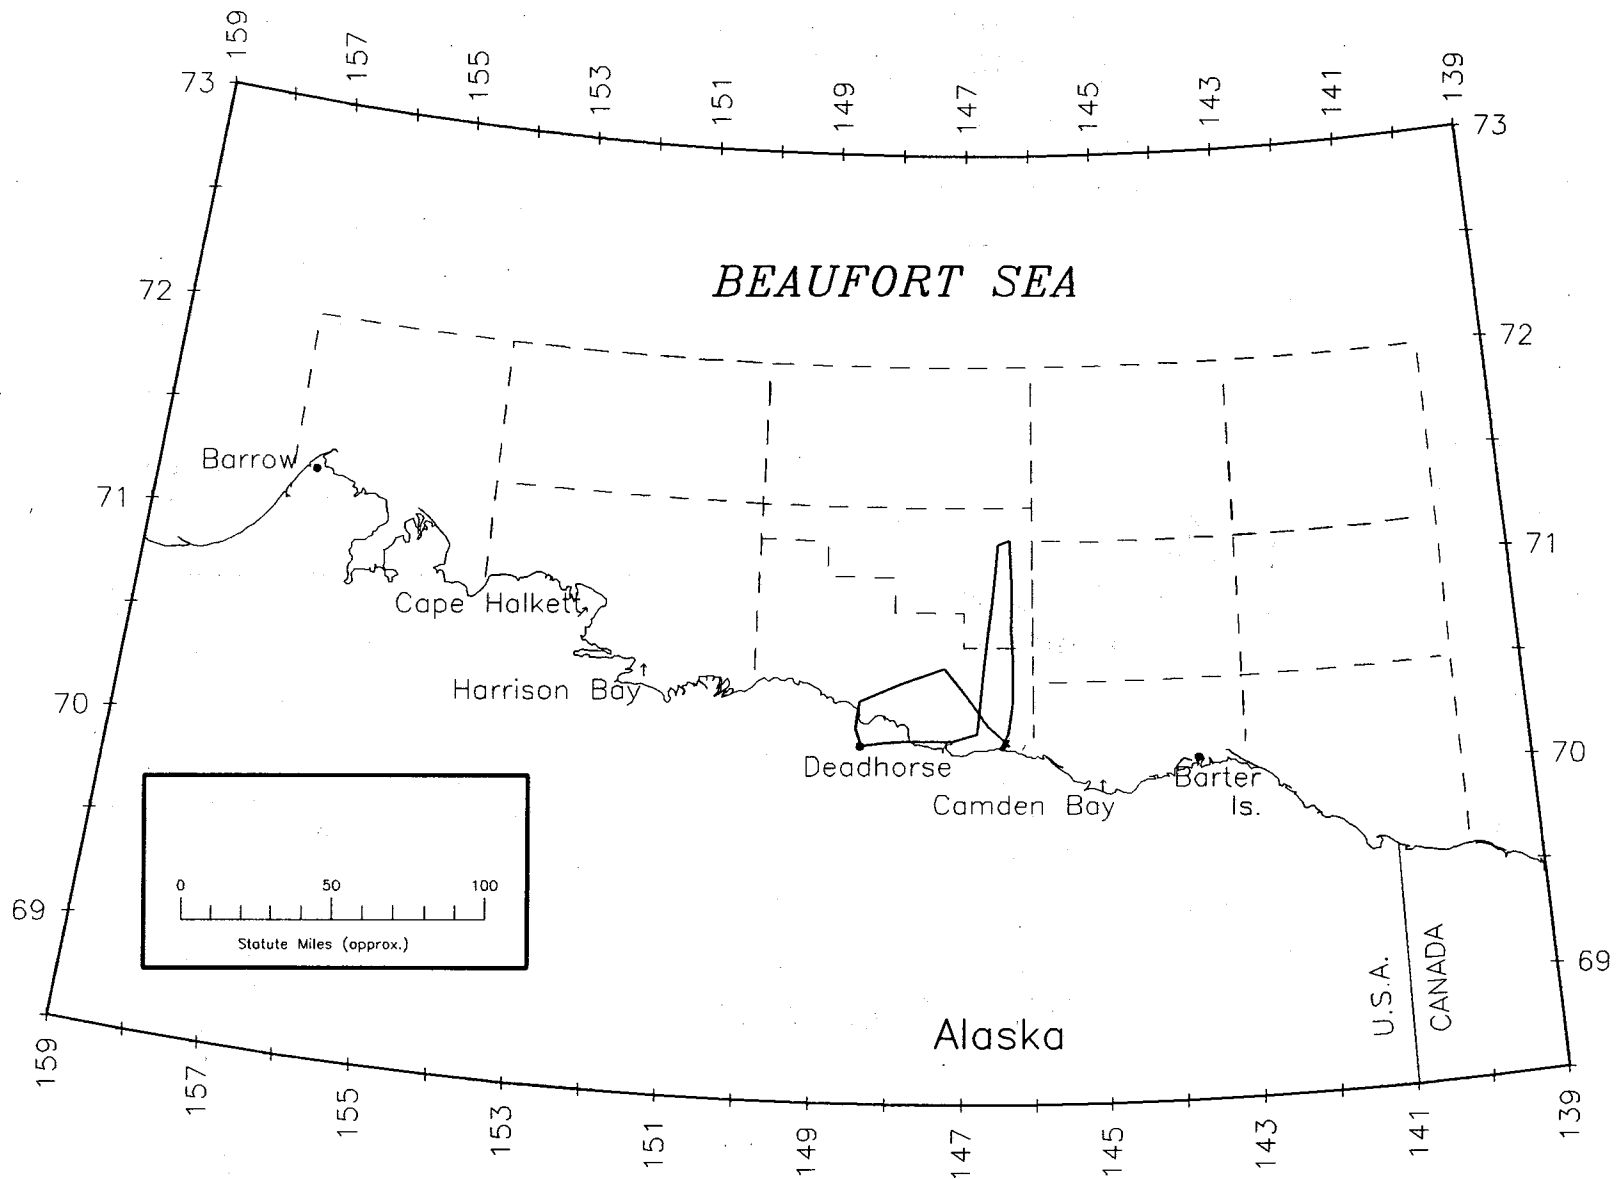 159 157 155 153 151 149 147 145 143 141 139
73 73
BEAUFORT SEA
72 72
Barrow
71 71
Cape Halkett
Harrison Bay
70 70
Deadhorse
Barter
Camden Bay
Is.
0 50 100
Statute Miles (approx.)
69 69
U.S.A.
CANADA
Alaska
159 157 155 153 151 149 147 145 143 141 139